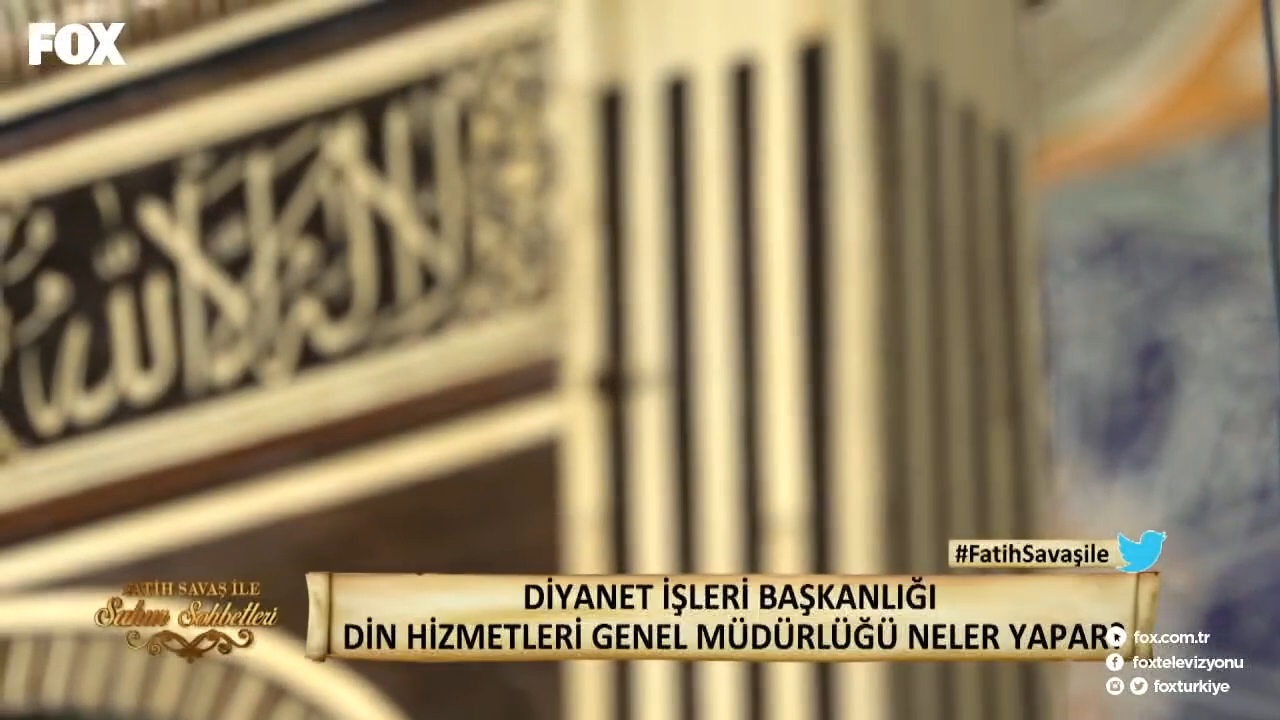 FOX
#FatihSavaşile
FATİH SAVAŞ İLE
Sahur Sohbetleri
DİYANET İŞLERİ BAŞKANLIĞI
DİN HİZMETLERİ GENEL MÜDÜRLÜĞÜ NELER YAPAR?
fox.com.tr
foxtelevizyonu
foxturkiye